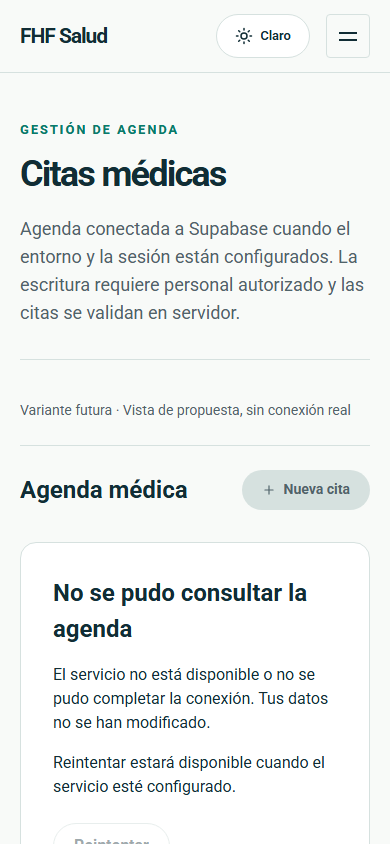 FHF Salud
Claro
GESTIÓN DE AGENDA
Citas médicas
Agenda conectada a Supabase cuando el
entorno y la sesión están configurados. La
escritura requiere personal autorizado y las
citas se validan en servidor.
Variante futura · Vista de propuesta, sin conexión real
Agenda médica
+ Nueva cita
No se pudo consultar la
agenda
El servicio no está disponible o no se
pudo completar la conexión. Tus datos
no se han modificado.
Reintentar estará disponible cuando el
servicio esté configurado.
Reintentar